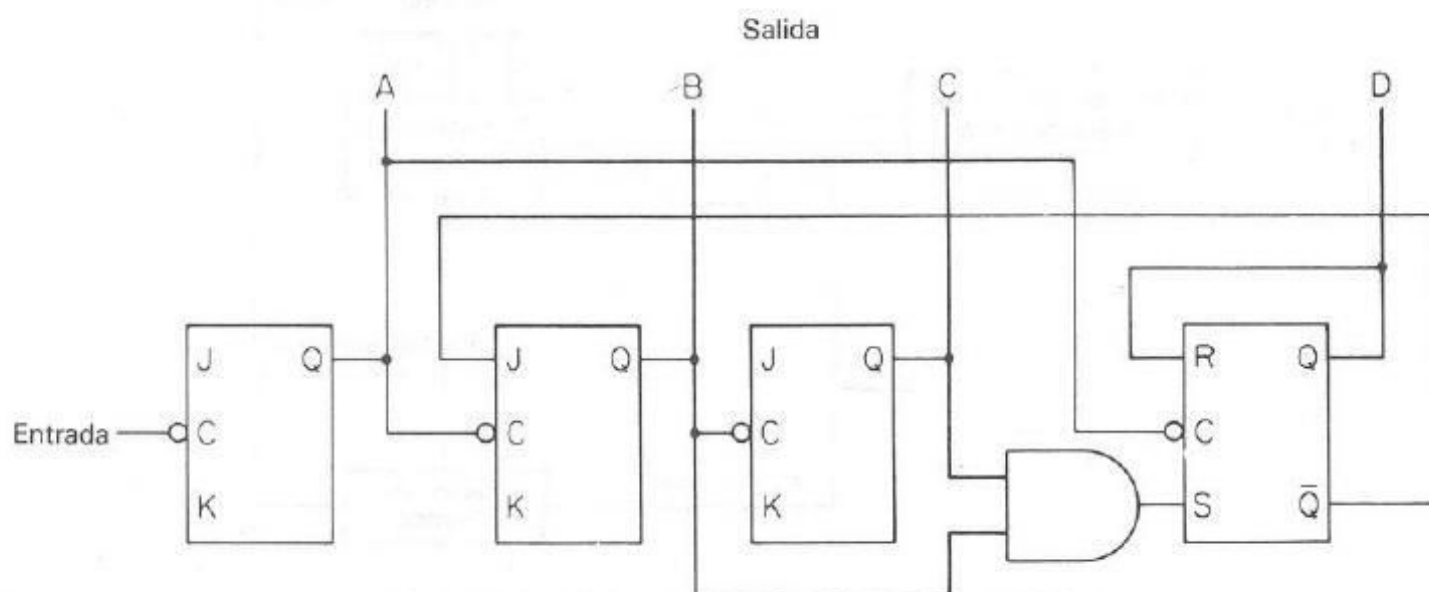 Salida
A B C D
J Q J Q J Q R Q
Entrada C C C C
K K K S Q̄